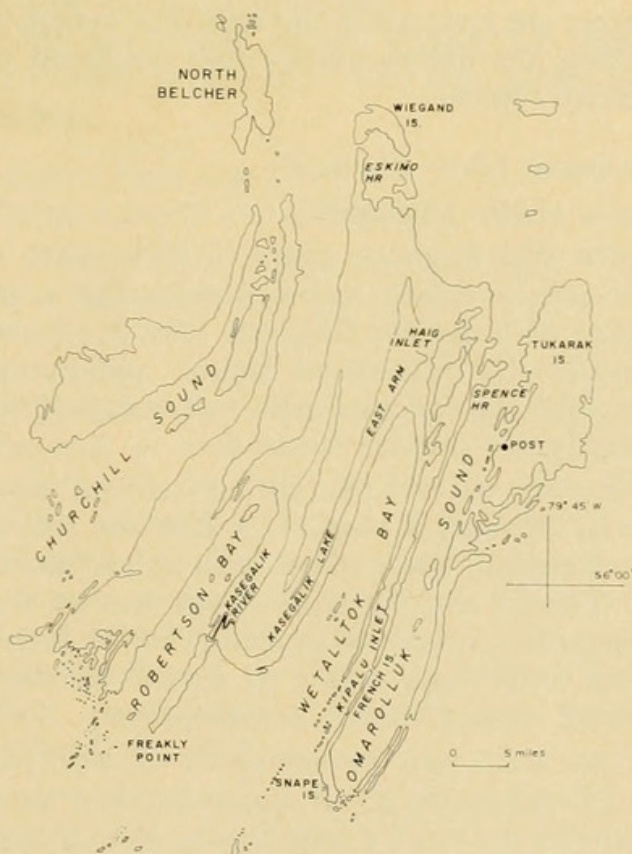 NORTH
BELCHER
WIEGAND
IS.
ESKIMO
HR
HAIG
INLET
TUKARAK
IS.
SOUND
EAST ARM
SPENCE
HR
POST
CHURCHILL
SOUND
BAY
79° 45' W
56°00'
KASEGALIK LAKE
KASEGALIK
RIVER
ROBERTSON BAY
WETALLTOK
KIPALU INLET
FRENCH IS.
OMAROLLUK
FREAKLY
POINT
0 5 miles
SNAPE
IS.